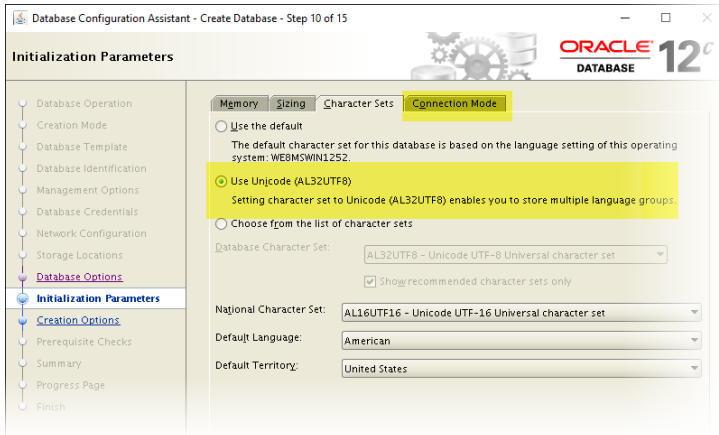 Database Configuration Assistant - Create Database - Step 10 of 15
Initialization Parameters
ORACLE
DATABASE
12c
Database Operation
Creation Mode
Database Template
Database Identification
Management Options
Database Credentials
Network Configuration
Storage Locations
Database Options
Initialization Parameters
Creation Options
Prerequisite Checks
Summary
Progress Page
Finish
Memory Sizing Character Sets Connection Mode
Use the default
The default character set for this database is based on the language setting of this operating
system: WE8MSWIN1252.
Use Unicode (AL32UTF8)
Setting character set to Unicode (AL32UTF8) enables you to store multiple language groups.
Choose from the list of character sets
Database Character Set: AL32UTF8 - Unicode UTF-8 Universal character set
Show recommended character sets only
National Character Set: AL16UTF16 - Unicode UTF-16 Universal character set
Default Language: American
Default Territory: United States